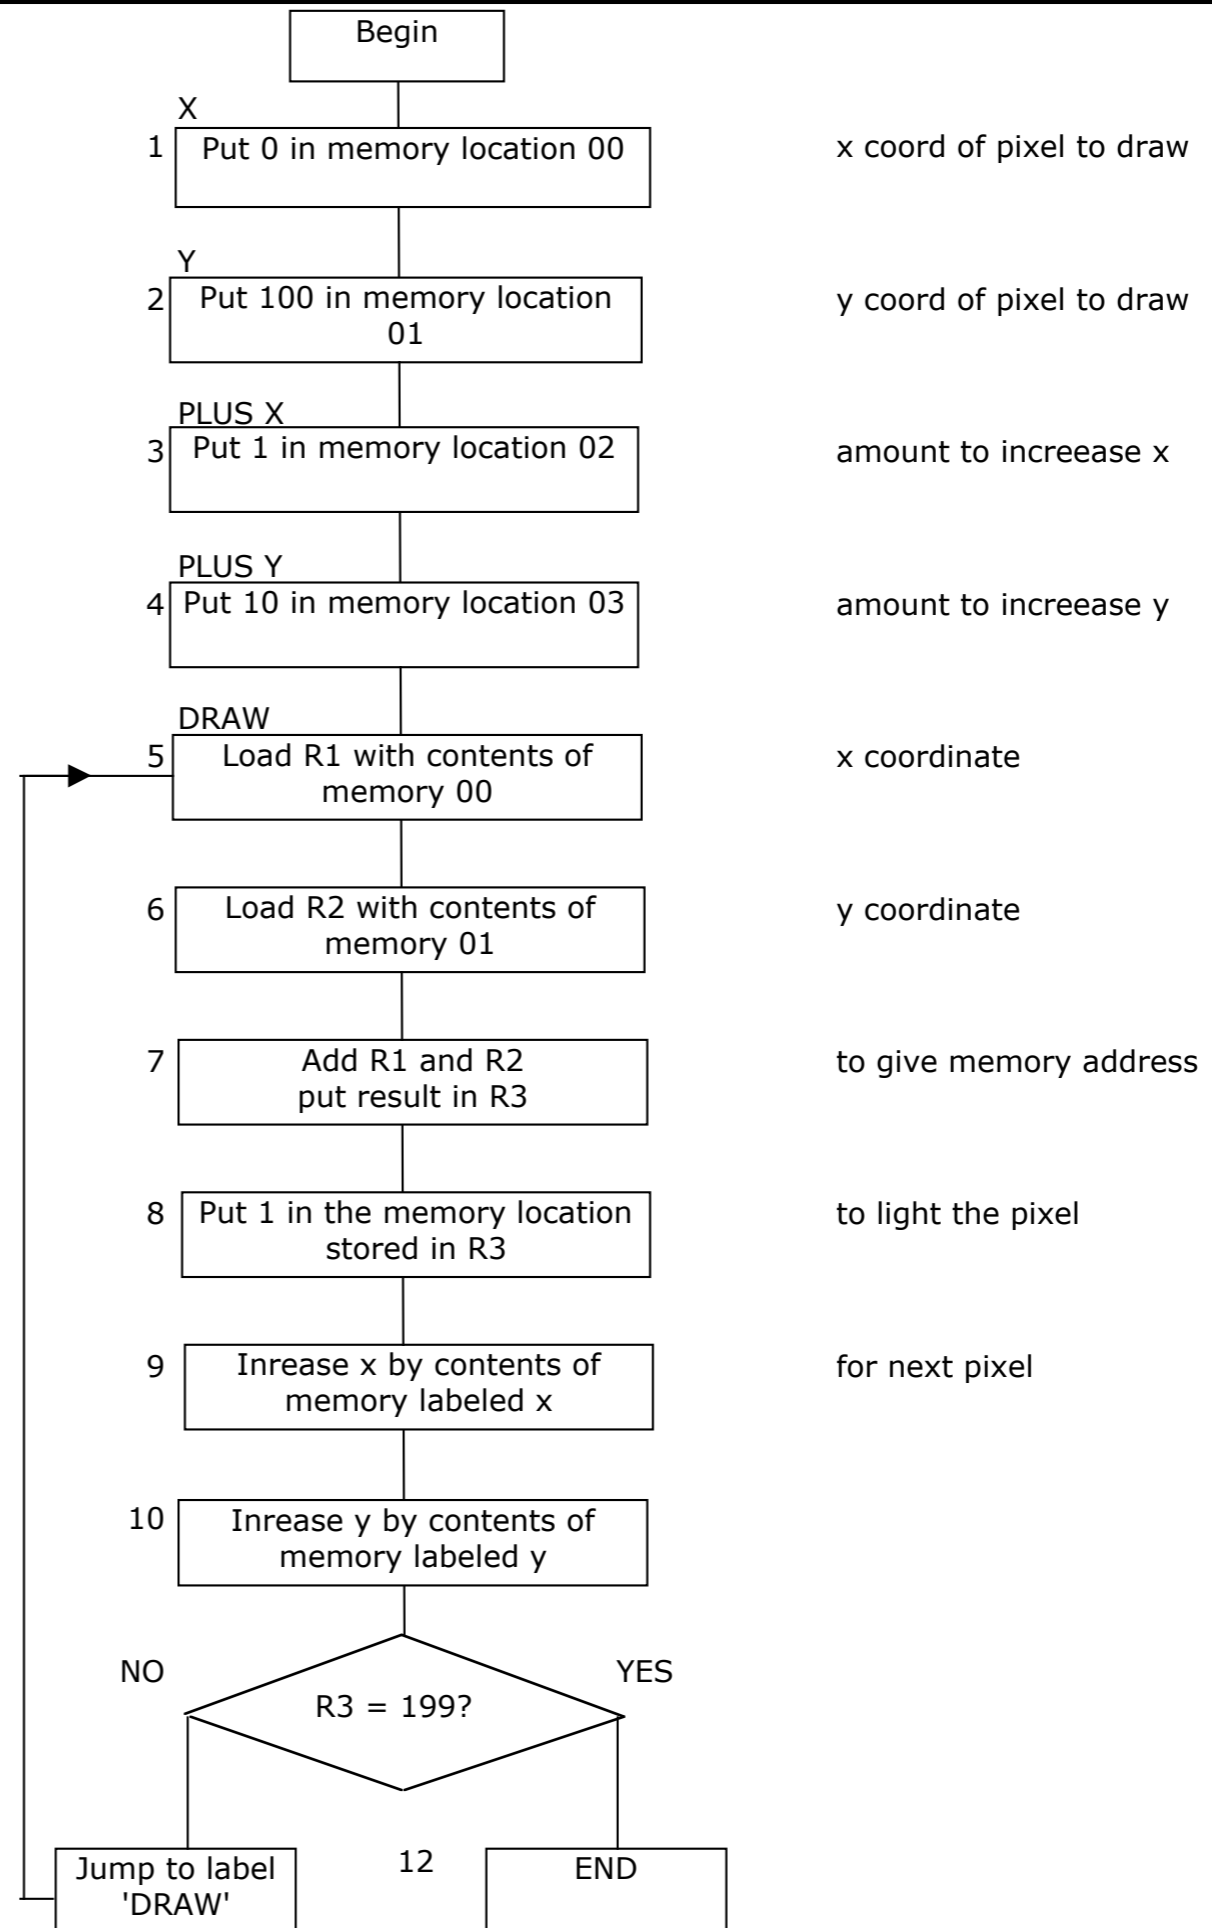 Begin
X
1 Put 0 in memory location 00 x coord of pixel to draw
Y
2 Put 100 in memory location y coord of pixel to draw
01
PLUS X
3 Put 1 in memory location 02 amount to increease x
PLUS Y
4 Put 10 in memory location 03 amount to increease y
DRAW
5 Load R1 with contents of x coordinate
memory 00
6 Load R2 with contents of y coordinate
memory 01
7 Add R1 and R2 to give memory address
put result in R3
8 Put 1 in the memory location to light the pixel
stored in R3
9 Inrease x by contents of for next pixel
memory labeled x
10 Inrease y by contents of
memory labeled y
NO YES
R3 = 199?
Jump to label 12 END
'DRAW'